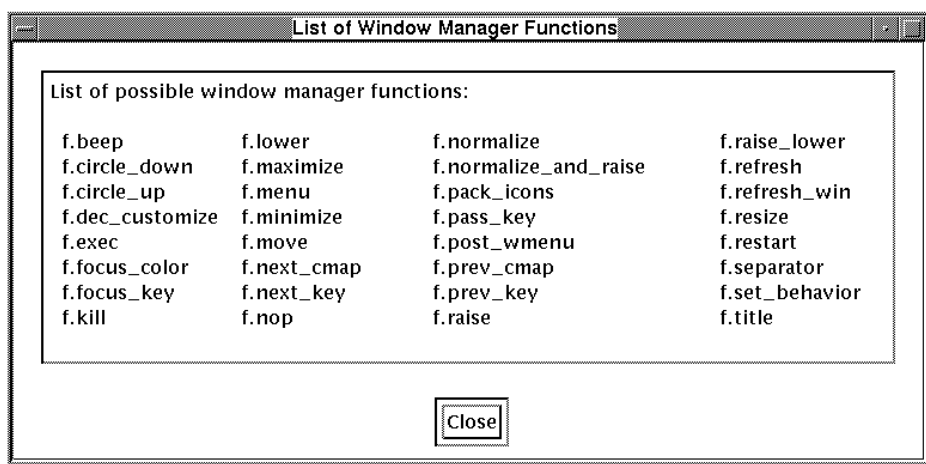 List of Window Manager Functions
List of possible window manager functions:
f.beep f.lower f.normalize f.raise_lower
f.circle_down f.maximize f.normalize_and_raise f.refresh
f.circle_up f.menu f.pack_icons f.refresh_win
f.dec_customize f.minimize f.pass_key f.resize
f.exec f.move f.post_wmenu f.restart
f.focus_color f.next_cmap f.prev_cmap f.separator
f.focus_key f.next_key f.prev_key f.set_behavior
f.kill f.nop f.raise f.title
Close